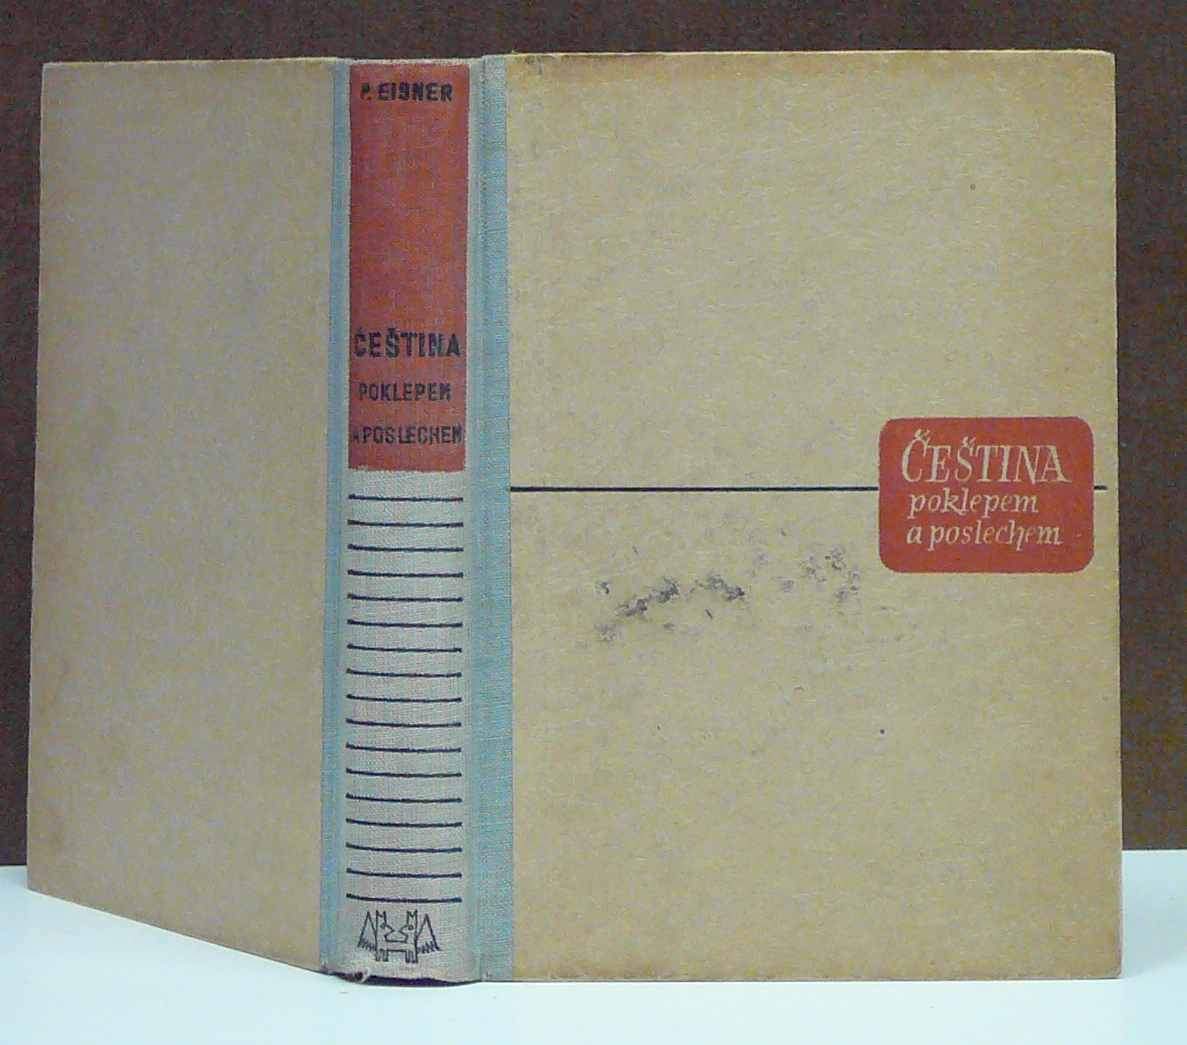 P. EISNER
ČEŠTINA
POKLEPEM
A POSLECHEM
ČEŠTINA
poklepem
a poslechem